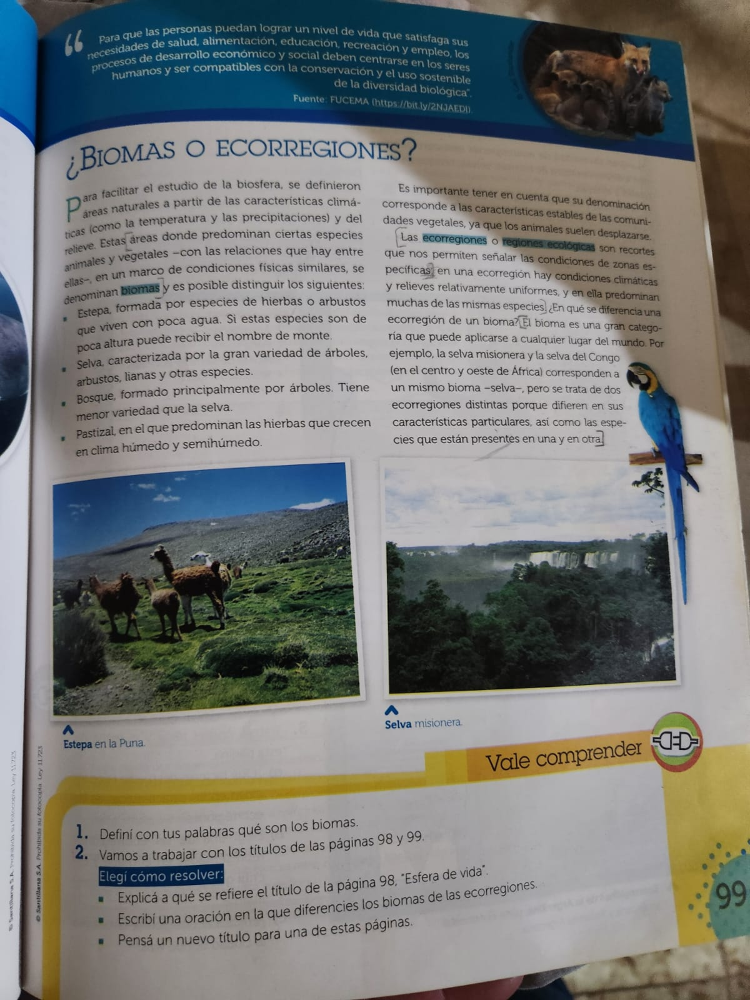 “ Para que las personas puedan lograr un nivel de vida que satisfaga sus
necesidades de salud, alimentación, educación, recreación y empleo, los
procesos de desarrollo económico y social deben centrarse en los seres
humanos y ser compatibles con la conservación y el uso sostenible
de la diversidad biológica".
Fuente: FUCEMA (https://bit.ly/2NJAEDI).
¿BIOMAS O ECORREGIONES?
Para facilitar el estudio de la biosfera, se definieron
áreas naturales a partir de las características climá-
ticas (como la temperatura y las precipitaciones) y del
relieve. Estas áreas donde predominan ciertas especies
animales y vegetales –con las relaciones que hay entre
ellas–, en un marco de condiciones físicas similares, se
denominan biomas y es posible distinguir los siguientes:
▪ Estepa, formada por especies de hierbas o arbustos
que viven con poca agua. Si estas especies son de
poca altura puede recibir el nombre de monte.
▪ Selva, caracterizada por la gran variedad de árboles,
arbustos, lianas y otras especies.
▪ Bosque, formado principalmente por árboles. Tiene
menor variedad que la selva.
▪ Pastizal, en el que predominan las hierbas que crecen
en clima húmedo y semihúmedo.
Es importante tener en cuenta que su denominación
corresponde a las características estables de las comuni-
dades vegetales, ya que los animales suelen desplazarse.
Las ecorregiones o regiones ecológicas son recortes
que nos permiten señalar las condiciones de zonas es-
pecíficas: en una ecorregión hay condiciones climáticas
y relieves relativamente uniformes, y en ella predominan
muchas de las mismas especies. ¿En qué se diferencia una
ecorregión de un bioma? El bioma es una gran catego-
ría que puede aplicarse a cualquier lugar del mundo. Por
ejemplo, la selva misionera y la selva del Congo
(en el centro y oeste de África) corresponden a
un mismo bioma –selva–, pero se trata de dos
ecorregiones distintas porque difieren en sus
características particulares, así como las espe-
cies que están presentes en una y en otra.
Estepa en la Puna.
Selva misionera.
Vale comprender
1. Definí con tus palabras qué son los biomas.
2. Vamos a trabajar con los títulos de las páginas 98 y 99.
Elegí cómo resolver:
▪ Explicá a qué se refiere el título de la página 98, "Esfera de vida".
▪ Escribí una oración en la que diferencies los biomas de las ecorregiones.
▪ Pensá un nuevo título para una de estas páginas.
99
© Santillana S.A. Prohibida su fotocopia. Ley 11.723
© Santillana S.A. Prohibida su fotocopia. Ley 11.723